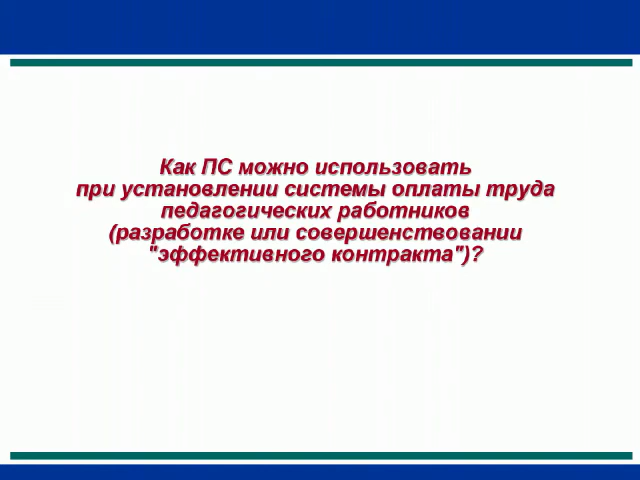 Как ПС можно использовать
при установлении системы оплаты труда
педагогических работников
(разработке или совершенствовании
"эффективного контракта")?